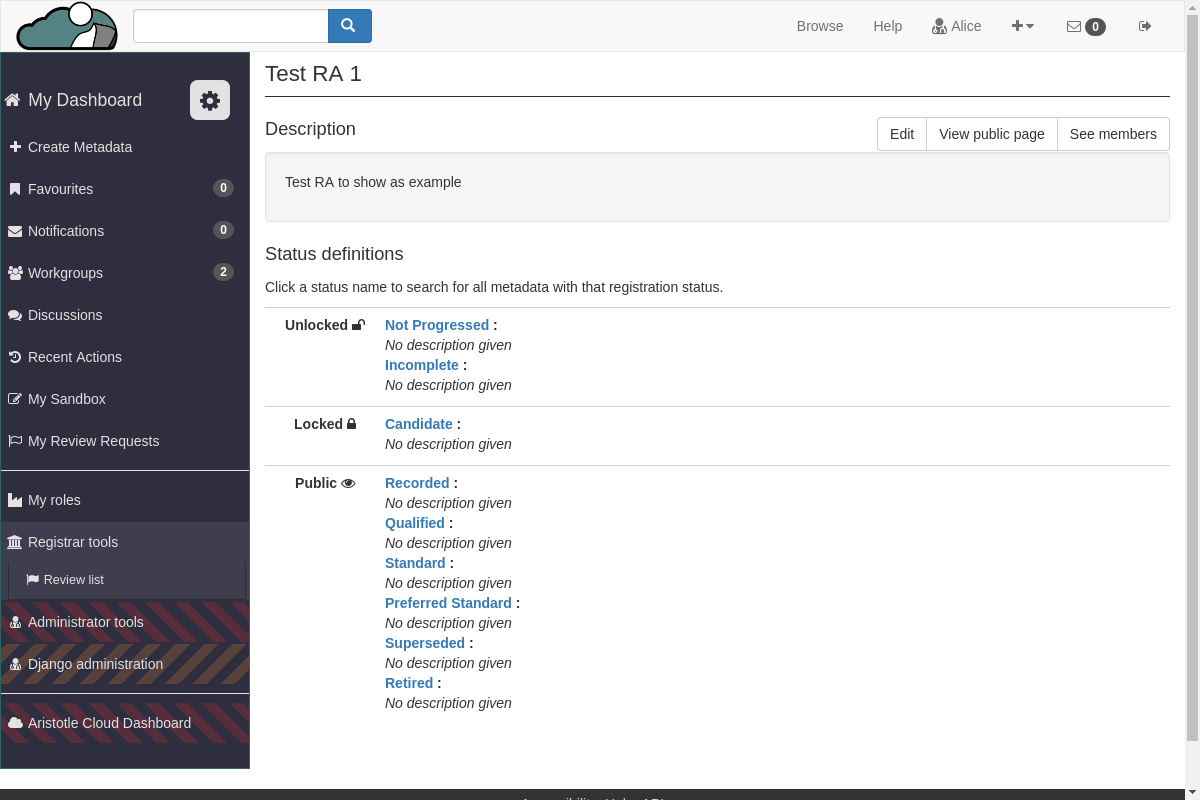 Browse Help Alice 0
My Dashboard
Create Metadata
Favourites 0
Notifications 0
Workgroups 2
Discussions
Recent Actions
My Sandbox
My Review Requests
My roles
Registrar tools
Review list
Administrator tools
Django administration
Aristotle Cloud Dashboard
Test RA 1
Description
Edit View public page See members
Test RA to show as example
Status definitions
Click a status name to search for all metadata with that registration status.
Unlocked Not Progressed :
No description given
Incomplete :
No description given
Locked Candidate :
No description given
Public Recorded :
No description given
Qualified :
No description given
Standard :
No description given
Preferred Standard :
No description given
Superseded :
No description given
Retired :
No description given